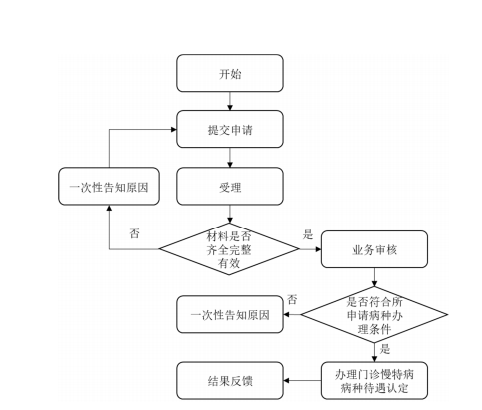 开始
提交申请
一次性告知原因
受理
否
材料是否
齐全完整
有效
是
业务审核
一次性告知原因
否
是否符合所
申请病种办
理条件
是
结果反馈
办理门诊慢特病
病种待遇认定